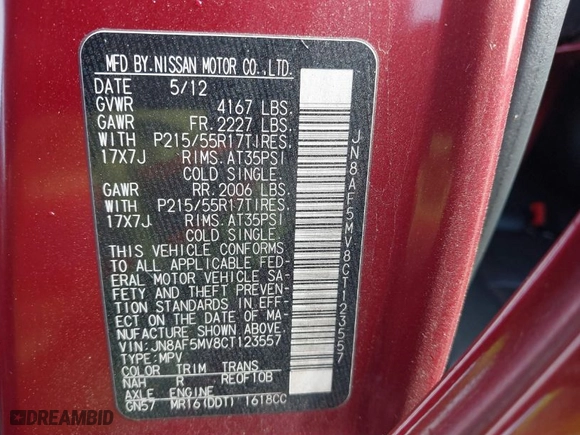 MFD BY.NISSAN MOTOR CO.,LTD.
DATE 5/12
GVWR 4167 LBS.
GAWR FR. 2227 LBS.
WITH P215/55R17TIRES.
17X7J RIMS.AT35PSI
COLD SINGLE.
GAWR RR. 2006 LBS.
WITH P215/55R17TIRES.
17X7J RIMS.AT35PSI
COLD SINGLE.
THIS VEHICLE CONFORMS
TO ALL APPLICABLE FED-
ERAL MOTOR VEHICLE SA-
FETY AND THEFT PREVEN-
TION STANDARDS IN EFF-
ECT ON THE DATE OF MA-
NUFACTURE SHOWN ABOVE.
VIN:JN8AF5MV8CT123557
TYPE:MPV
COLOR TRIM TRANS
NAH R RE0F10B
AXLE ENGINE
GN57 MR16(DDT) 1618CC
JN8AF5MV8CT123557
DREAMBID